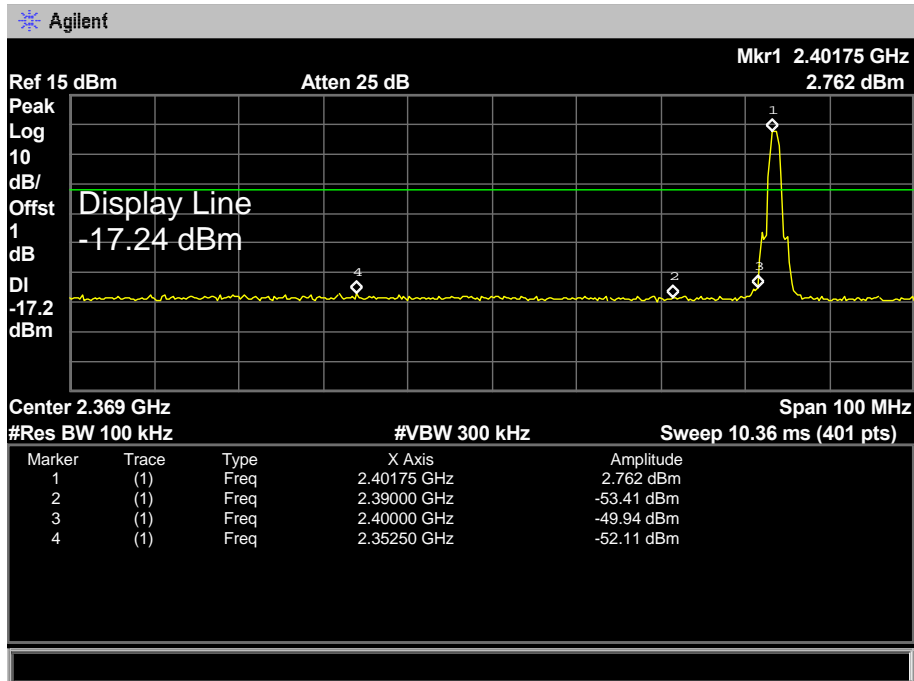 Agilent
Mkr1 2.40175 GHz
Ref 15 dBm Atten 25 dB 2.762 dBm
Peak
Log
10
dB/
Offst
1
dB
DI
-17.2
dBm
Display Line
-17.24 dBm
1
4
2
3
Center 2.369 GHz Span 100 MHz
#Res BW 100 kHz #VBW 300 kHz Sweep 10.36 ms (401 pts)
Marker Trace Type X Axis Amplitude
1 (1) Freq 2.40175 GHz 2.762 dBm
2 (1) Freq 2.39000 GHz -53.41 dBm
3 (1) Freq 2.40000 GHz -49.94 dBm
4 (1) Freq 2.35250 GHz -52.11 dBm